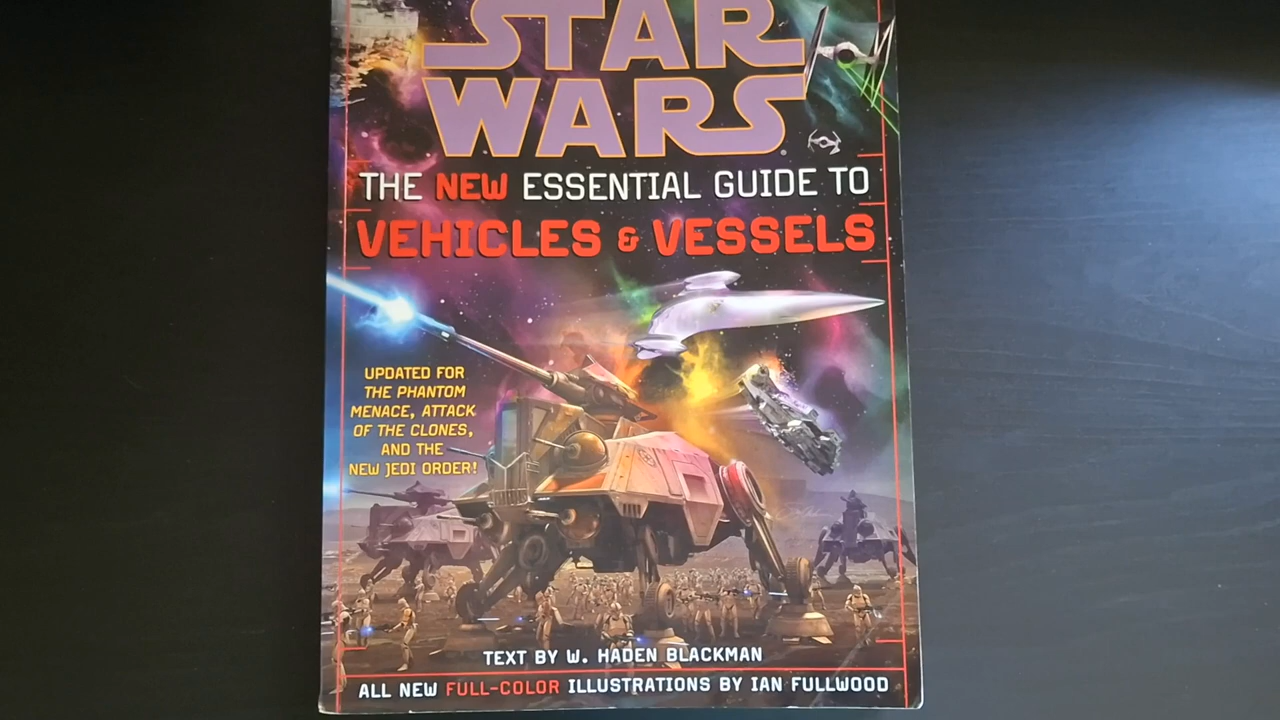 STAR
WARS
THE NEW ESSENTIAL GUIDE TO
VEHICLES & VESSELS
UPDATED FOR
THE PHANTOM
MENACE, ATTACK
OF THE CLONES,
AND THE
NEW JEDI ORDER!
TEXT BY W. HADEN BLACKMAN
ALL NEW FULL-COLOR ILLUSTRATIONS BY IAN FULLWOOD